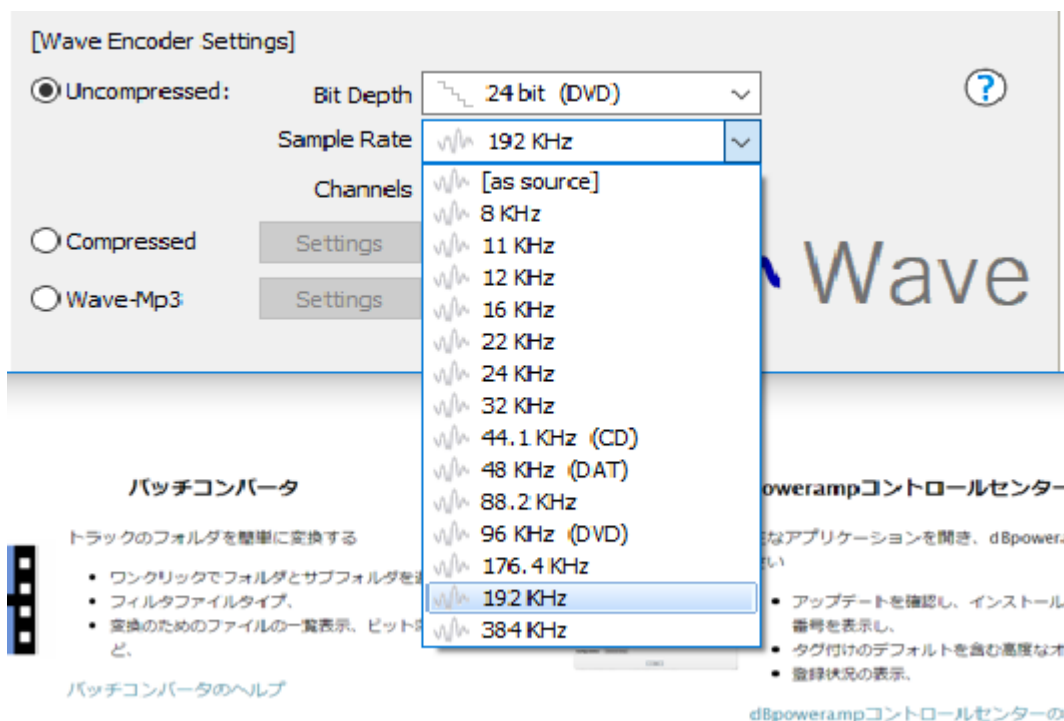 [Wave Encoder Settings]
Uncompressed:
Bit Depth
24 bit (DVD)
Sample Rate
192 KHz
Channels
[as source]
8 KHz
11 KHz
12 KHz
16 KHz
22 KHz
24 KHz
32 KHz
44.1 KHz (CD)
48 KHz (DAT)
88.2 KHz
96 KHz (DVD)
176.4 KHz
192 KHz
384 KHz
Compressed
Settings
Wave-Mp3
Settings
Wave
バッチコンバータ
トラックのフォルダを簡単に変換する
• ワンクリックでフォルダとサブフォルダを
• フィルタファイルタイプ、
• 変換のためのファイルの一覧表示、ビット
ど、
バッチコンバータのヘルプ
owerampコントロールセンター
なアプリケーションを開き、dBpower
い
• アップデートを確認し、インストール
番号を表示し、
• タグ付けのデフォルトを含む高度なオ
• 登録状況の表示、
dBpowerampコントロールセンターの